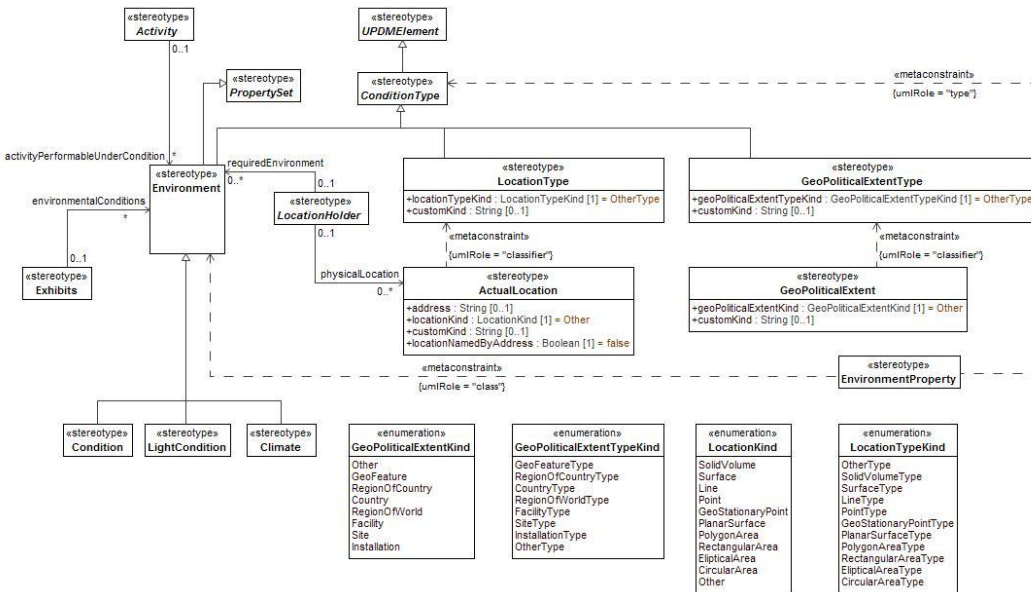 «stereotype»
Activity
0..1
«stereotype»
UPDMElement
«stereotype»
PropertySet
«stereotype»
ConditionType
«metaconstraint»
{umlRole = "type"}
activityPerformableUnderCondition
*
«stereotype»
Environment
requiredEnvironment
0..*
0..1
environmentalConditions
*
0..1
«stereotype»
LocationHolder
0..1
«stereotype»
LocationType
+locationTypeKind : LocationTypeKind [1] = OtherType
+customKind : String [0..1]
«stereotype»
GeoPoliticalExtentType
+geoPoliticalExtentTypeKind : GeoPoliticalExtentTypeKind [1] = OtherType
+customKind : String [0..1]
«metaconstraint»
{umlRole = "classifier"}
«metaconstraint»
{umlRole = "classifier"}
«stereotype»
Exhibits
physicalLocation
0..*
«stereotype»
ActualLocation
+address : String [0..1]
+locationKind : LocationKind [1] = Other
+customKind : String [0..1]
+locationNamedByAddress : Boolean [1] = false
«stereotype»
GeoPoliticalExtent
+geoPoliticalExtentKind : GeoPoliticalExtentKind [1] = Other
+customKind : String [0..1]
«metaconstraint»
{umlRole = "class"}
«stereotype»
EnvironmentProperty
«stereotype»
Condition
«stereotype»
LightCondition
«stereotype»
Climate
«enumeration»
GeoPoliticalExtentKind
Other
GeoFeature
RegionOfCountry
Country
RegionOfWorld
Facility
Site
Installation
«enumeration»
GeoPoliticalExtentTypeKind
GeoFeatureType
RegionOfCountryType
CountryType
RegionOfWorldType
FacilityType
SiteType
InstallationType
OtherType
«enumeration»
LocationKind
SolidVolume
Surface
Line
Point
GeoStationaryPoint
PlanarSurface
PolygonArea
RectangularArea
ElipticalArea
CircularArea
Other
«enumeration»
LocationTypeKind
OtherType
SolidVolumeType
SurfaceType
LineType
PointType
GeoStationaryPointType
PlanarSurfaceType
PolygonAreaType
RectangularAreaType
ElipticalAreaType
CircularAreaType